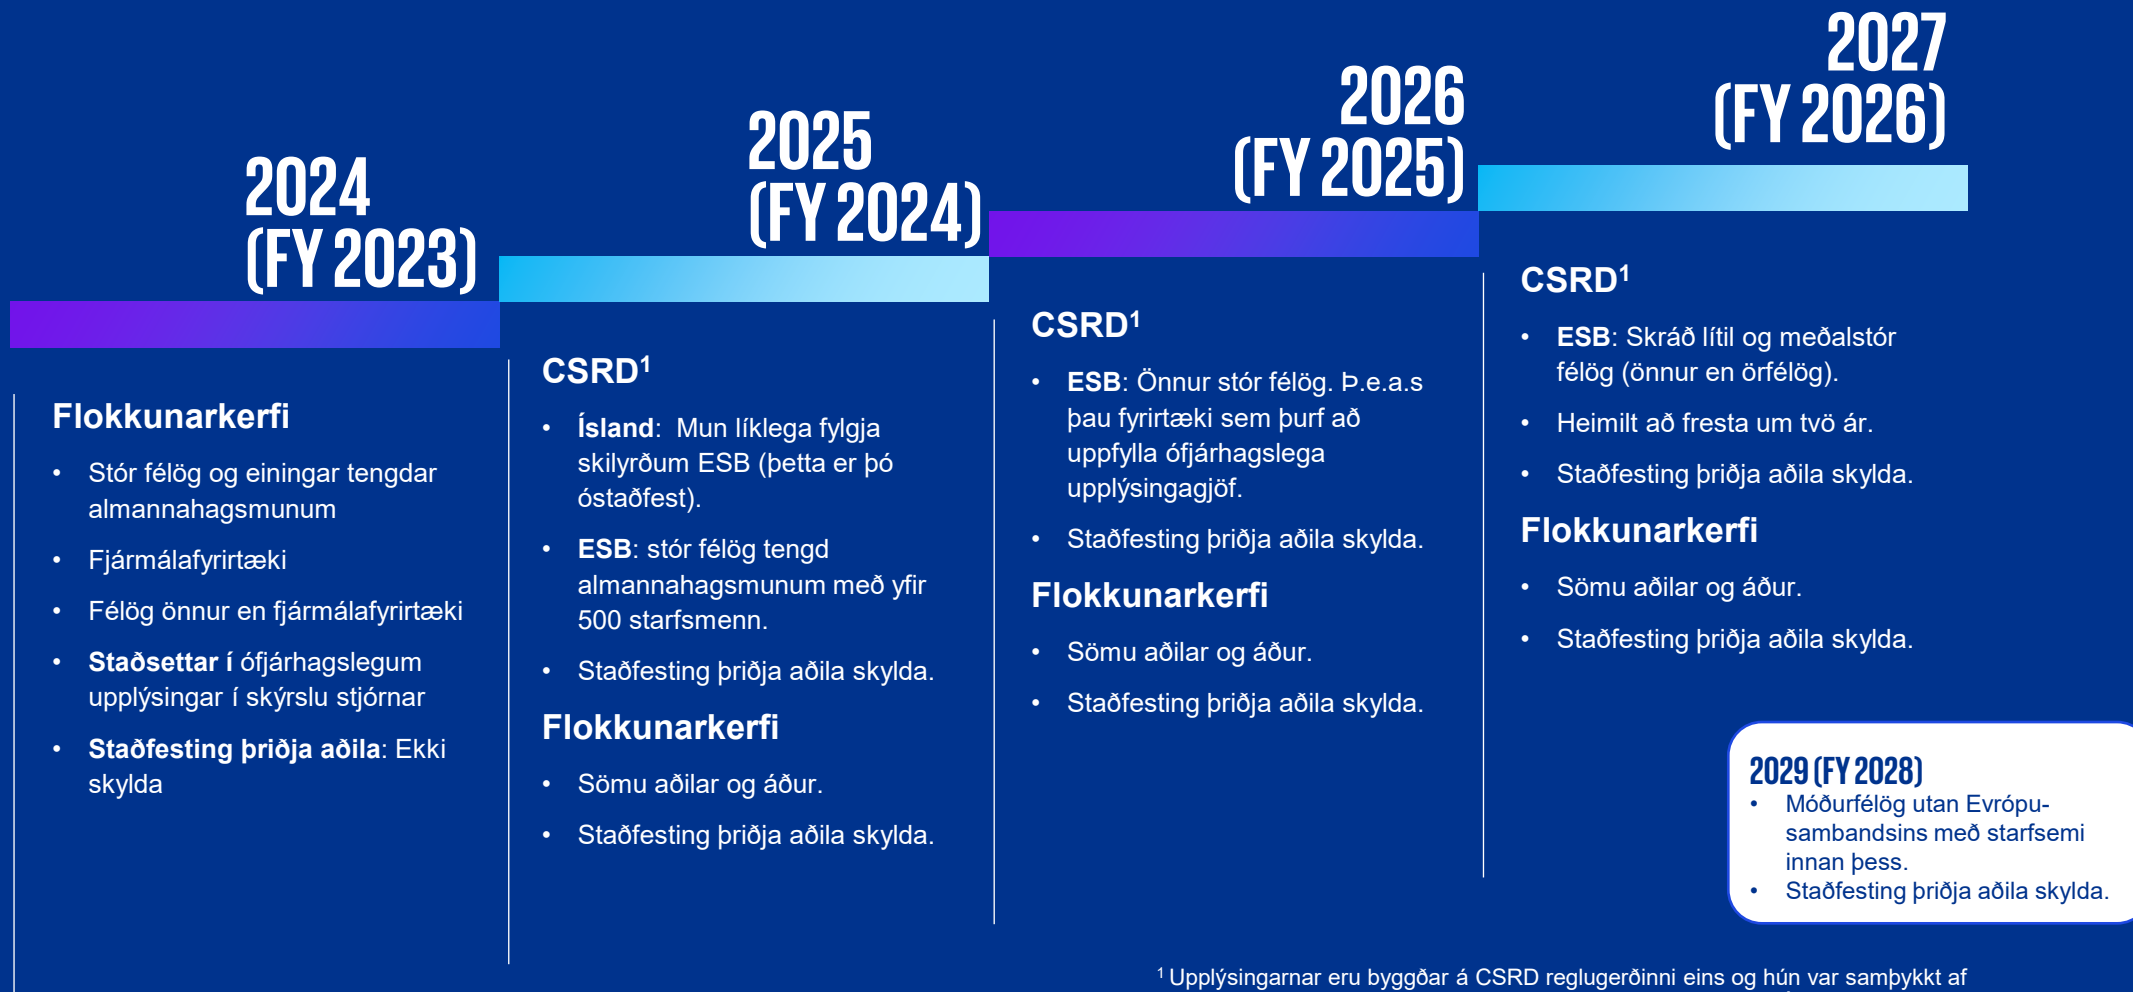 2024
(FY 2023)
Flokkunarkerfi
• Stór félög og einingar tengdar
almannahagsmunum
• Fjármálafyrirtæki
• Félög önnur en fjármálafyrirtæki
• Staðsettar í ófjárhagslegum
upplýsingar í skýrslu stjórnar
• Staðfesting þriðja aðila: Ekki
skylda
2025
(FY 2024)
CSRD¹
• Ísland: Mun líklega fylgja
skilyrðum ESB (þetta er þó
óstaðfest).
• ESB: stór félög tengd
almannahagsmunum með yfir
500 starfsmenn.
• Staðfesting þriðja aðila skylda.
Flokkunarkerfi
• Sömu aðilar og áður.
• Staðfesting þriðja aðila skylda.
2026
(FY 2025)
CSRD¹
• ESB: Önnur stór félög. Þ.e.a.s
þau fyrirtæki sem þurf að
uppfylla ófjárhagslega
upplýsingagjöf.
• Staðfesting þriðja aðila skylda.
Flokkunarkerfi
• Sömu aðilar og áður.
• Staðfesting þriðja aðila skylda.
2027
(FY 2026)
CSRD¹
• ESB: Skráð lítil og meðalstór
félög (önnur en örfélög).
• Heimilt að fresta um tvö ár.
• Staðfesting þriðja aðila skylda.
Flokkunarkerfi
• Sömu aðilar og áður.
• Staðfesting þriðja aðila skylda.
2029 (FY 2028)
• Móðurfélög utan Evrópu-
sambandsins með starfsemi
innan þess.
• Staðfesting þriðja aðila skylda.
¹ Upplýsingarnar eru byggðar á CSRD reglugerðinni eins og hún var samþykkt af